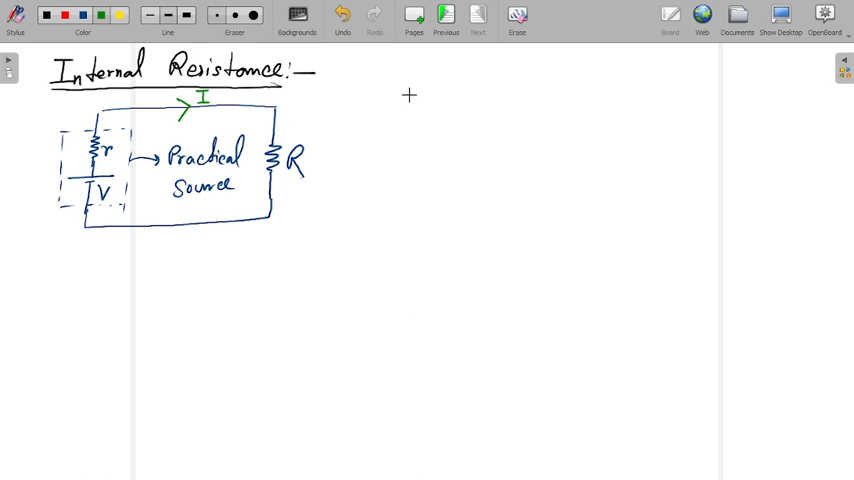 Stylus
Color
Line
Eraser
Backgrounds
Undo
Redo
Pages
Previous
Next
Erase
Board
Web
Documents
Show Desktop
OpenBoard
Internal Resistance:—
I
r
V
Practical
Source
R